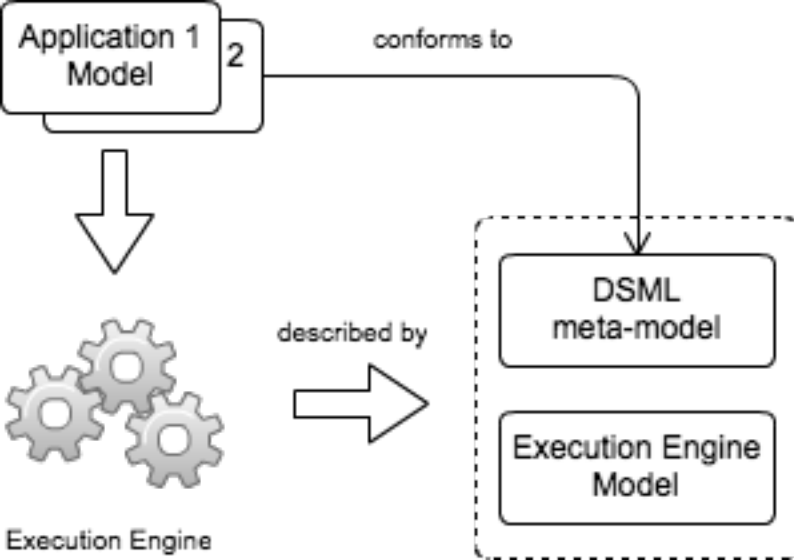 Application 1
Model
2
conforms to
DSML
meta-model
described by
Execution Engine
Model
Execution Engine